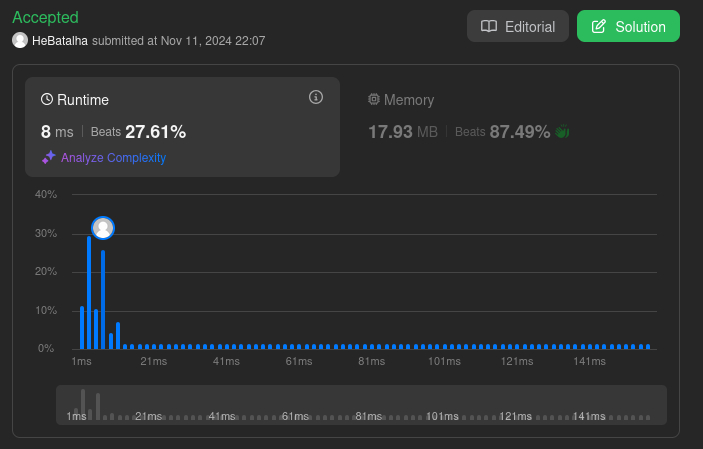 Accepted
HeBatalha submitted at Nov 11, 2024 22:07
Editorial
Solution
Runtime
8 ms | Beats 27.61%
Analyze Complexity
Memory
17.93 MB | Beats 87.49%
40%
30%
20%
10%
0%
1ms 21ms 41ms 61ms 81ms 101ms 121ms 141ms
1ms 21ms 41ms 61ms 81ms 101ms 121ms 141ms